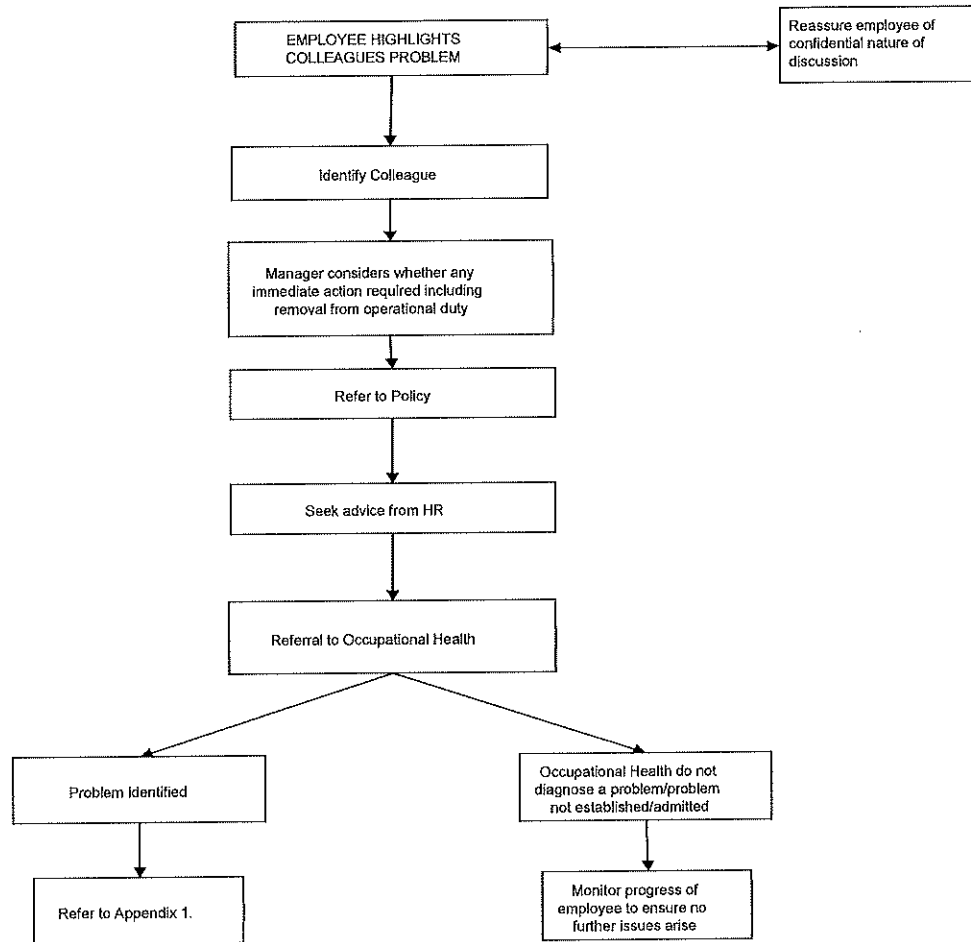 EMPLOYEE HIGHLIGHTS
COLLEAGUES PROBLEM
Reassure employee of
confidential nature of
discussion
Identify Colleague
Manager considers whether any
immediate action required including
removal from operational duty
Refer to Policy
Seek advice from HR
Referral to Occupational Health
Problem Identified
Occupational Health do not
diagnose a problem/problem
not established/admitted
Refer to Appendix 1.
Monitor progress of
employee to ensure no
further issues arise